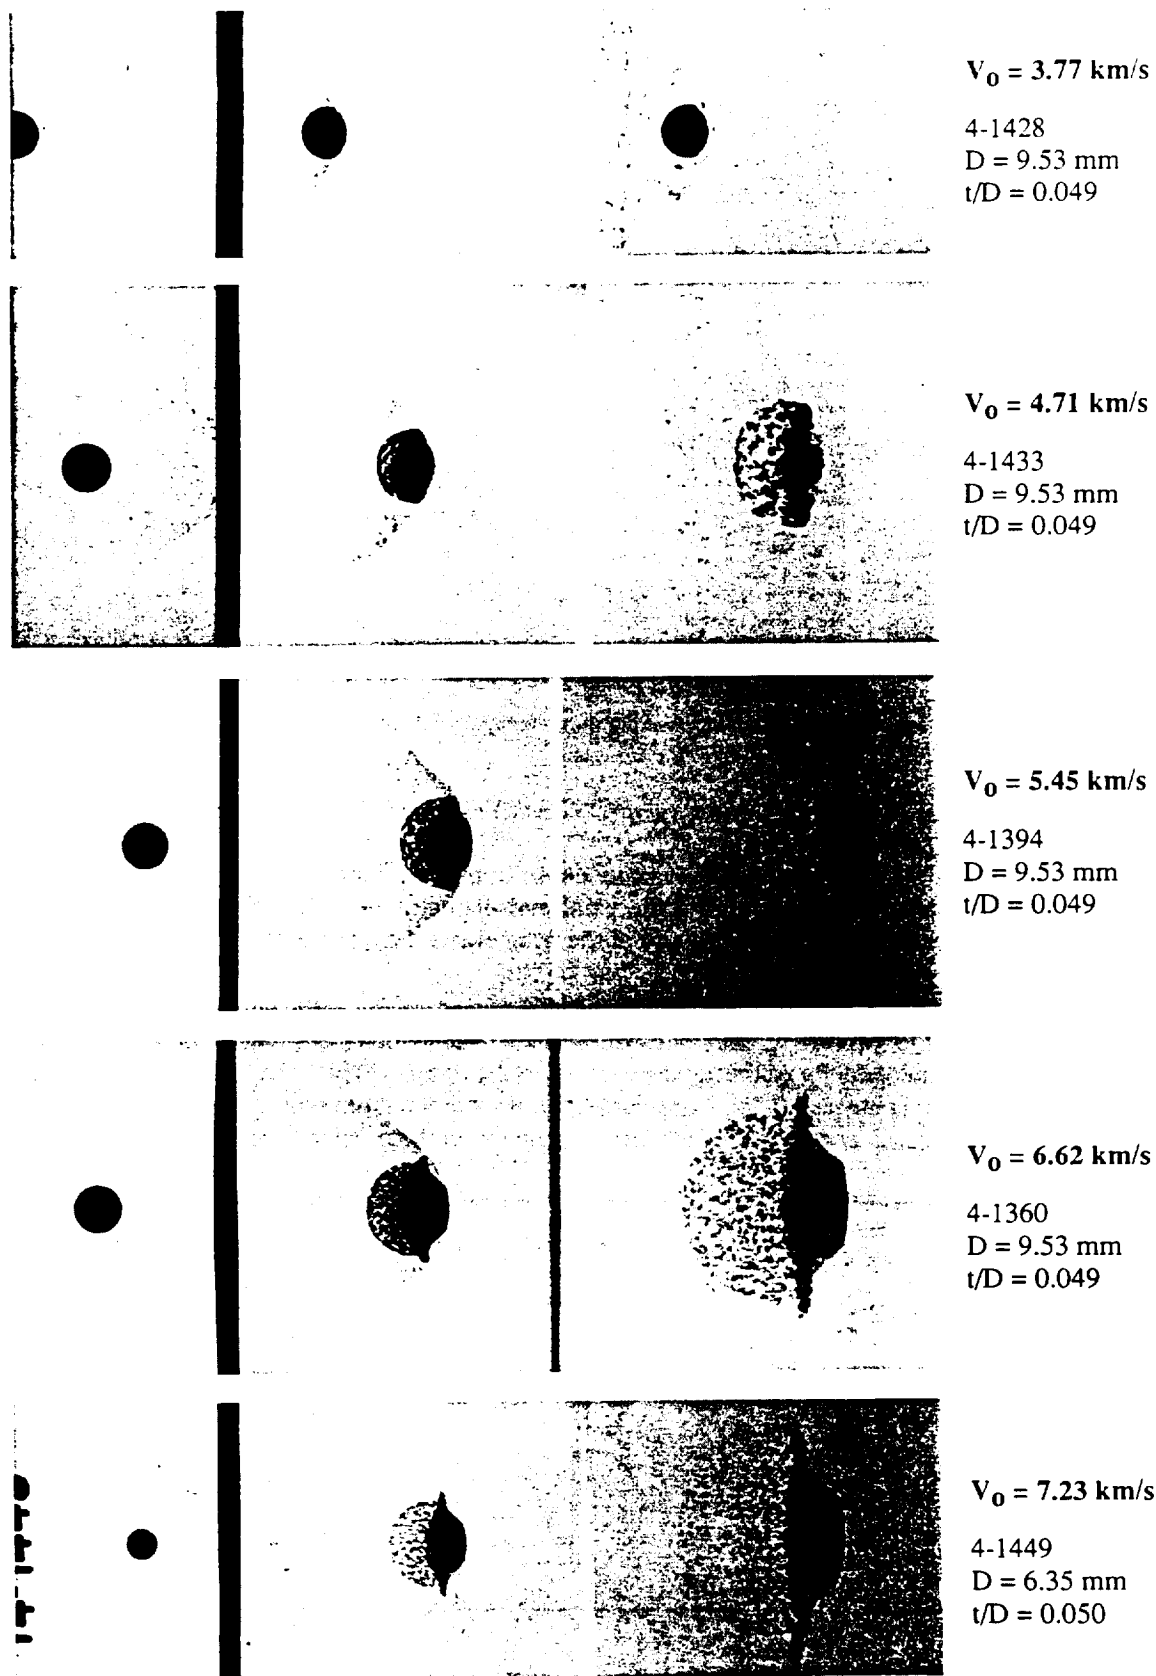 V₀ = 3.77 km/s
4-1428
D = 9.53 mm
t/D = 0.049
V₀ = 4.71 km/s
4-1433
D = 9.53 mm
t/D = 0.049
V₀ = 5.45 km/s
4-1394
D = 9.53 mm
t/D = 0.049
V₀ = 6.62 km/s
4-1360
D = 9.53 mm
t/D = 0.049
V₀ = 7.23 km/s
4-1449
D = 6.35 mm
t/D = 0.050